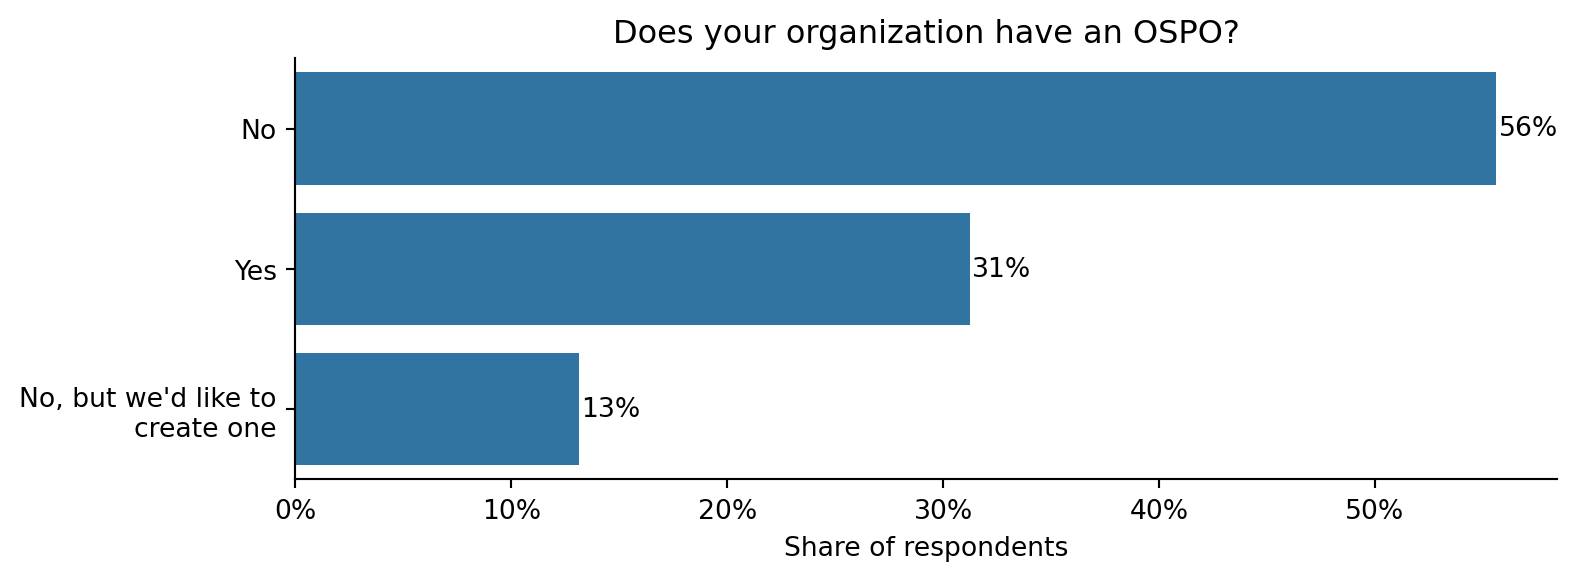 Does your organization have an OSPO?
No
56%
Yes
31%
No, but we'd like to
create one
13%
0%
10%
20%
30%
40%
50%
Share of respondents